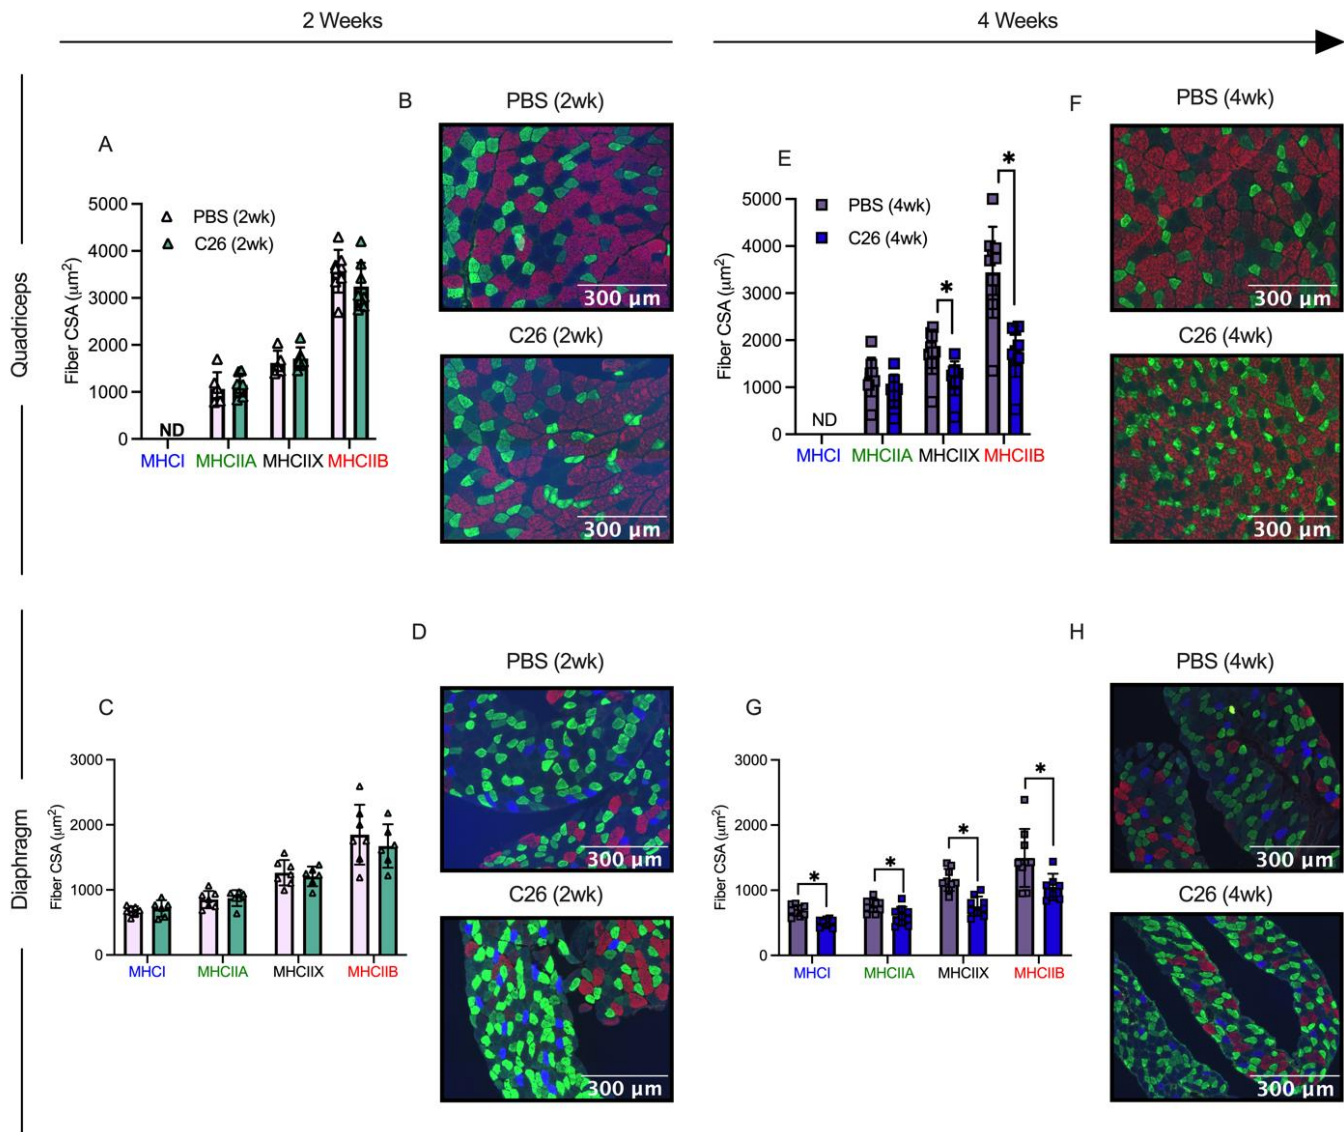 2 Weeks
4 Weeks
Quadriceps
A
5000
4000
3000
2000
1000
0
Fiber CSA (μm²)
PBS (2wk)
C26 (2wk)
ND
MHCI MHCIIA MHCIIX MHCIIB
B
PBS (2wk)
300 μm
C26 (2wk)
300 μm
E
5000
4000
3000
2000
1000
0
Fiber CSA (μm²)
PBS (4wk)
C26 (4wk)
*
*
ND
MHCI MHCIIA MHCIIX MHCIIB
F
PBS (4wk)
300 μm
C26 (4wk)
300 μm
Diaphragm
C
3000
2000
1000
0
Fiber CSA (μm²)
MHCI MHCIIA MHCIIX MHCIIB
D
PBS (2wk)
300 μm
C26 (2wk)
300 μm
G
3000
2000
1000
0
Fiber CSA (μm²)
*
*
*
*
MHCI MHCIIA MHCIIX MHCIIB
H
PBS (4wk)
300 μm
C26 (4wk)
300 μm